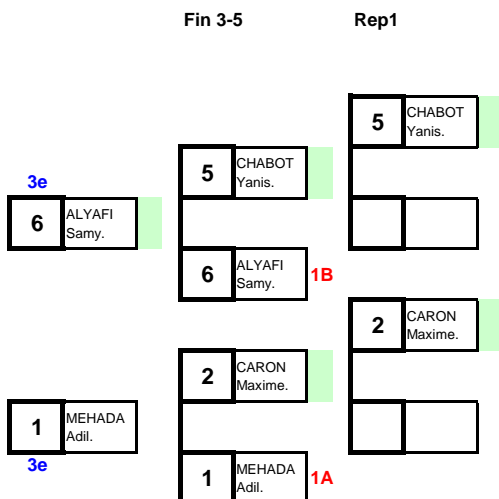 Fin 3-5 Rep1
5 CHABOT
Yanis.
5 CHABOT
Yanis.
3e
6 ALYAFI
Samy.
6 ALYAFI
Samy. 1B
2 CARON
Maxime.
2 CARON
Maxime.
1 MEHADA
Adil.
3e
1 MEHADA
Adil. 1A